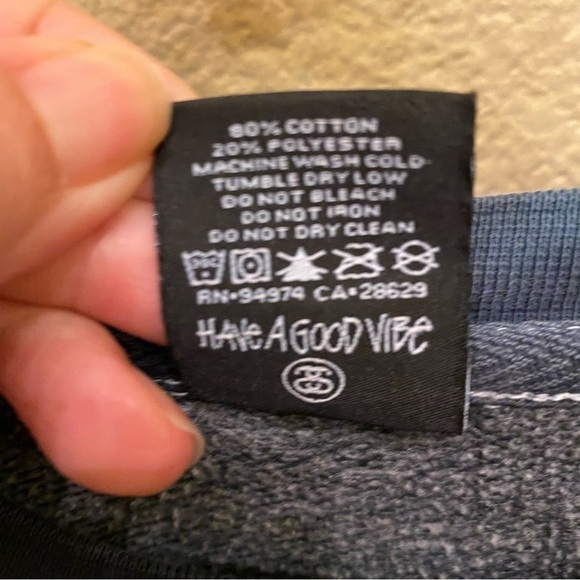 80% COTTON
20% POLYESTER
MACHINE WASH COLD
TUMBLE DRY LOW
DO NOT BLEACH
DO NOT IRON
DO NOT DRY CLEAN
RN•94974 CA•28629
HAVE A GOOD VIBE